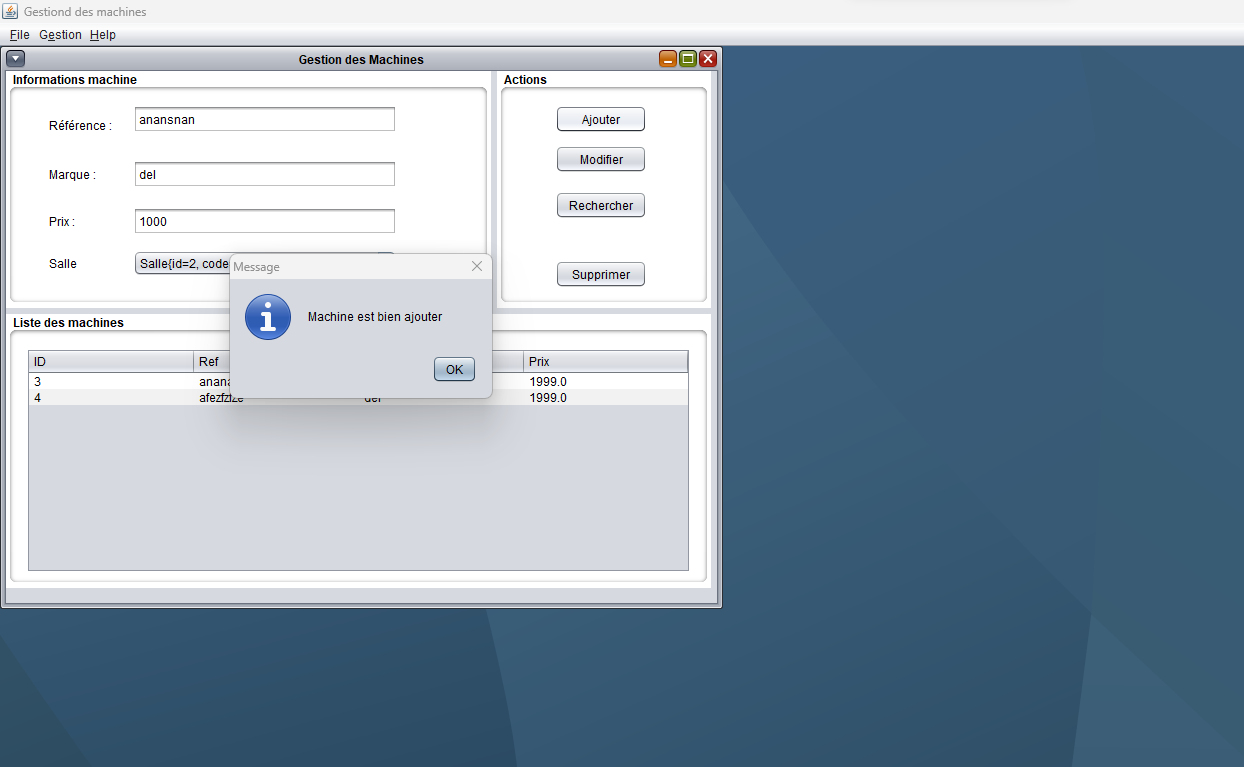 Gestiond des machines
File Gestion Help
Gestion des Machines
Informations machine
Référence :
anansnan
Marque :
del
Prix :
1000
Salle
Salle{id=2, code
Actions
Ajouter
Modifier
Rechercher
Supprimer
Message
Machine est bien ajouter
OK
Liste des machines
ID Ref Prix
3 1999.0
4 afezfzfze del 1999.0